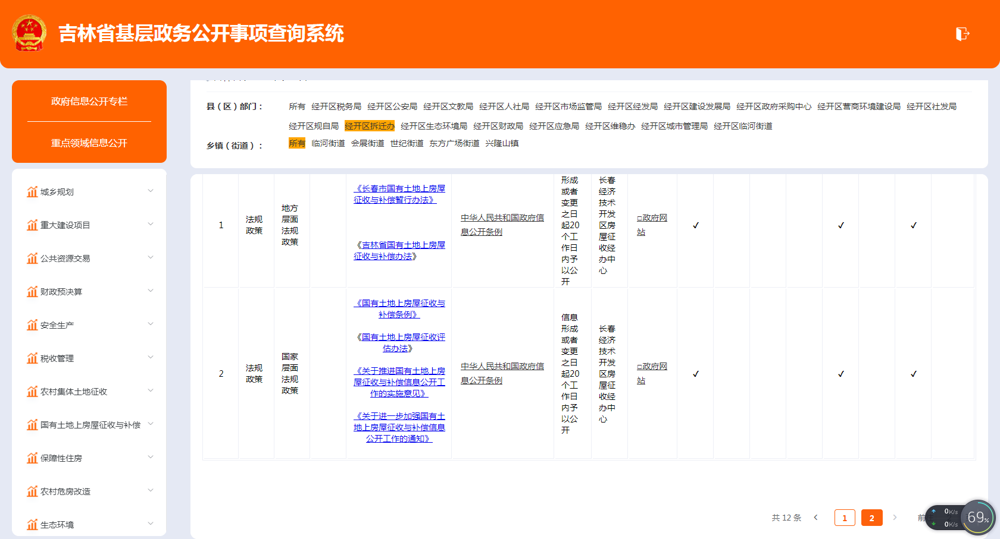 吉林省基层政务公开事项查询系统
政府信息公开专栏
重点领域信息公开
城乡规划
重大建设项目
公共资源交易
财政预决算
安全生产
税收管理
农村集体土地征收
国有土地上房屋征收与补偿
保障性住房
农村危房改造
生态环境
县（区）部门： 所有 经开区税务局 经开区公安局 经开区文教局 经开区人社局 经开区市场监管局 经开区经发局 经开区建设发展局 经开区政府采购中心 经开区营商环境建设局 经开区社发局
经开区规自局 经开区拆迁办 经开区生态环境局 经开区财政局 经开区应急局 经开区维稳办 经开区城市管理局 经开区临河街道
乡镇（街道）： 所有 临河街道 会展街道 世纪街道 东方广场街道 兴隆山镇
1
法规
政策
地方
层面
法规
政策
《长春市国有土地上房屋
征收与补偿暂行办法》
《吉林省国有土地上房屋
征收与补偿办法》
中华人民共和国政府信
息公开条例
形成
或者
变更
之日
起20
个工
作日
内予
以公
开
长春
经济
技术
开发
区房
屋征
收经
办中
心
□政府网
站
✓ ✓ ✓
2
法规
政策
国家
层面
法规
政策
《国有土地上房屋征收与
补偿条例》
《国有土地上房屋征收评
估办法》
《关于推进国有土地上房
屋征收与补偿信息公开工
作的实施意见》
《关于进一步加强国有土
地上房屋征收与补偿信息
公开工作的通知》
中华人民共和国政府信
息公开条例
信息
形成
或者
变更
之日
起20
个工
作日
内予
以公
开
长春
经济
技术
开发
区房
屋征
收经
办中
心
□政府网
站
✓ ✓ ✓
共 12 条 1 2 前
0K/s
0K/s
69%